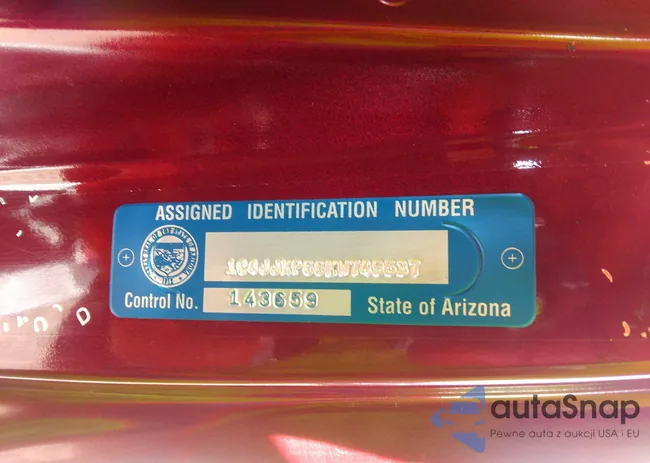 ASSIGNED IDENTIFICATION NUMBER
Control No. 143659 State of Arizona
autaSnap
Pewne auta z aukcji USA i EU